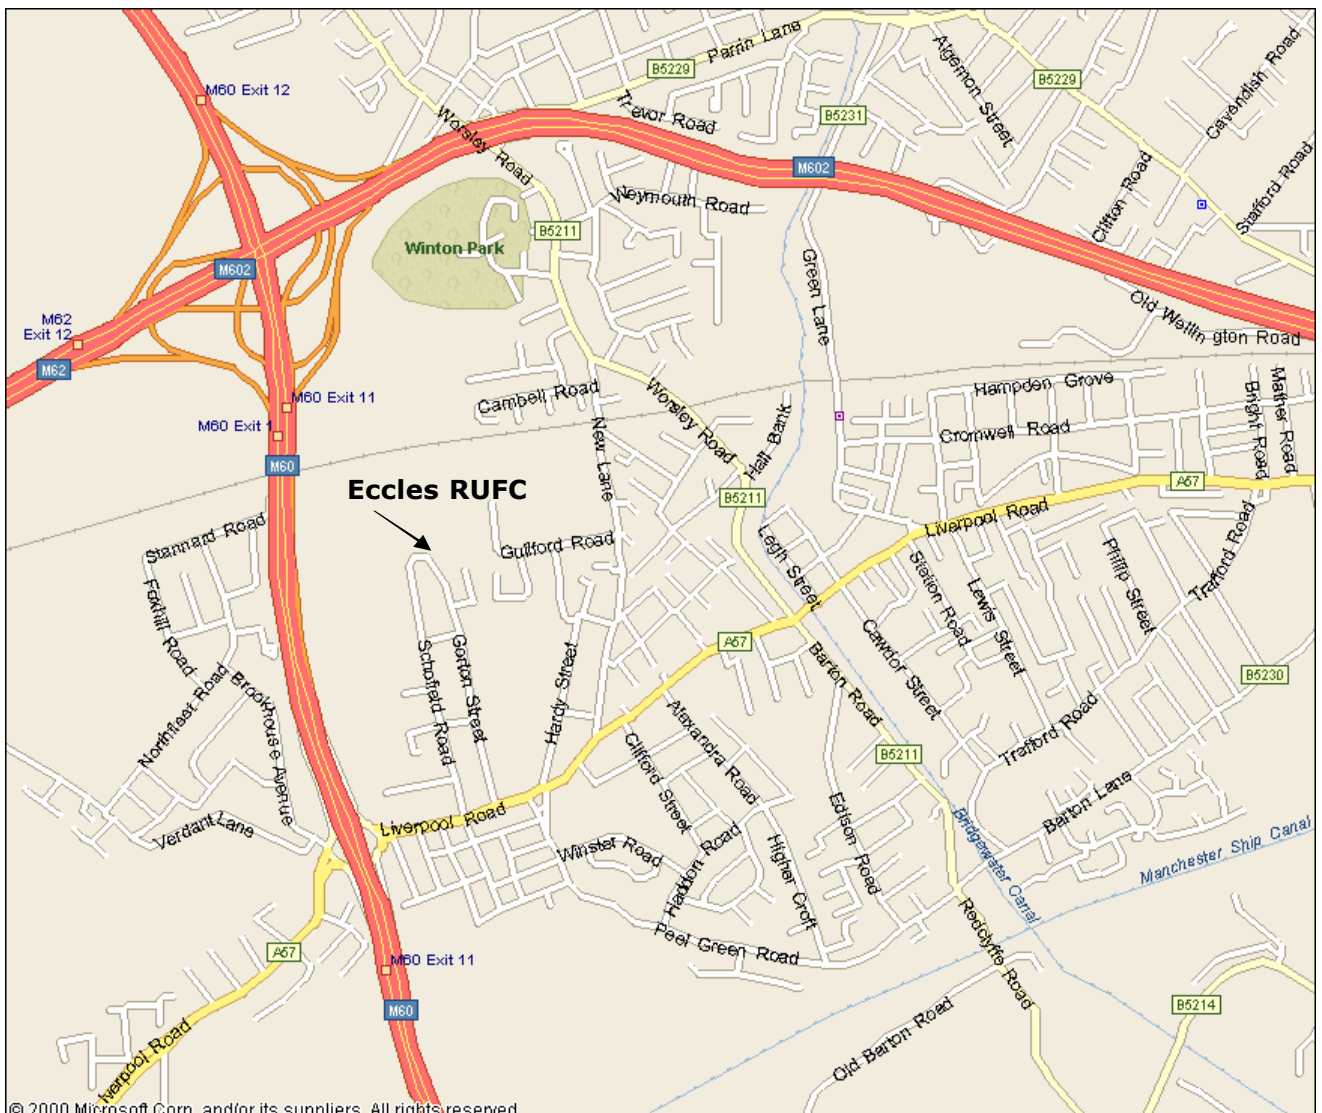 Parrin Lane
B5229
Algernon Street
B5229
Cavendish Road
M60 Exit 12
Trevor Road
B5231
Worsley Road
M602
Clifton Road
Stafford Road
Weymouth Road
B5211
Winton Park
M602
Green Lane
Old Wellin
gton Road
M62
Exit 12
M62
M60 Exit 11
M60 Exit 1
Cambell Road
Worsley Road
Hampden Grove
Bright Road
Mather Road
Cromwell Road
New Lane
Hall Bank
M60
Eccles RUFC
B5211
A57
Liverpool Road
Stannard Road
Guilford Road
Legh Street
Station Road
Lewis Street
Phillip Street
Trafford Road
Foxhill Road
Schofield Road
Gorton Street
Hardy Street
A57
Barton Road
Cawdor Street
B5230
Northfleet Road
Brookhouse Avenue
Clifford Street
Alexandra Road
B5211
Trafford Road
Verdant Lane
Liverpool Road
Winster Road
Haddon Road
Higher Croft
Edison Road
Barton Lane
Bridgewater Canal
Manchester Ship Canal
A57
M60 Exit 11
Peel Green Road
Redclyffe Road
M60
B5214
Liverpool Road
Old Barton Road
© 2000 Microsoft Corp. and/or its suppliers. All rights reserved.